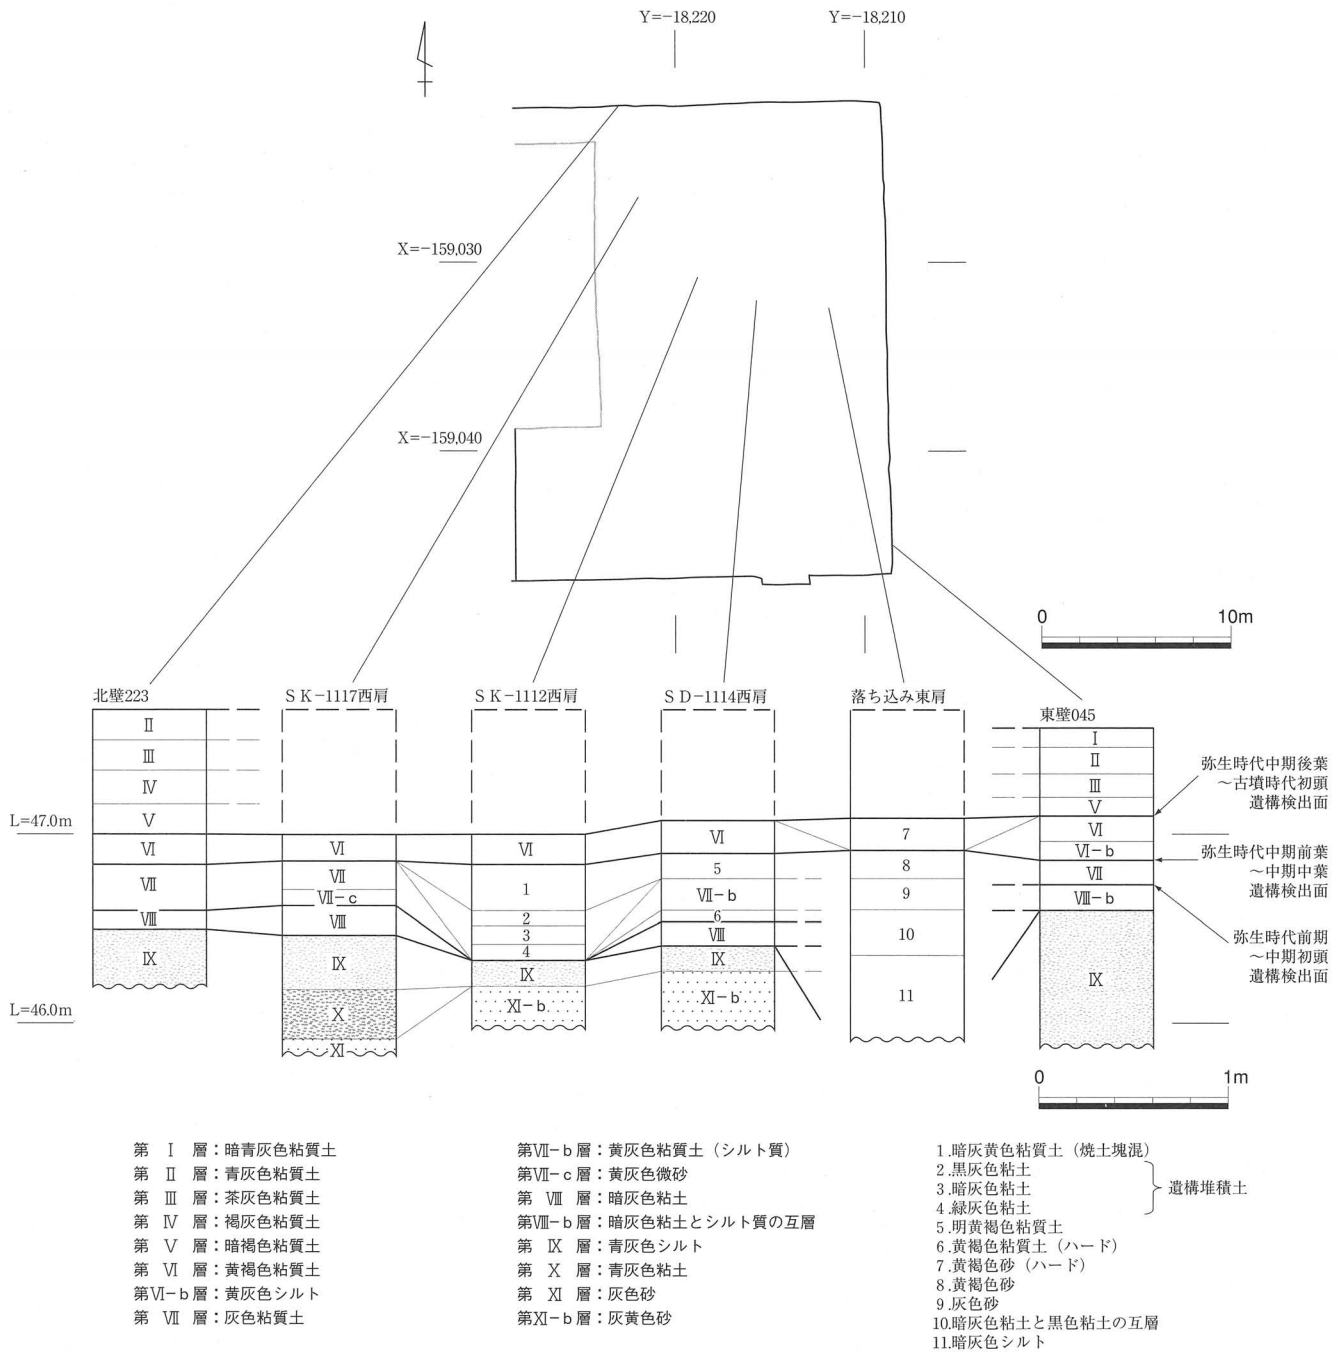 Y=-18,220
Y=-18,210
X=-159,030
X=-159,040
0 10m
北壁223
ＳＫ-1117西肩
ＳＫ-1112西肩
ＳＤ-1114西肩
落ち込み東肩
東壁045
L=47.0m
L=46.0m
Ⅱ
Ⅲ
Ⅳ
Ⅴ
Ⅵ
Ⅶ
Ⅷ
Ⅸ
Ⅵ
Ⅶ
Ⅶ-c
Ⅷ
Ⅸ
Ⅹ
Ⅺ
Ⅵ
1
2
3
4
Ⅸ
Ⅺ-b
Ⅵ
5
Ⅶ-b
6
Ⅷ
Ⅸ
Ⅺ-b
7
8
9
10
11
Ⅰ
Ⅱ
Ⅲ
Ⅴ
Ⅵ
Ⅵ-b
Ⅶ
Ⅷ-b
Ⅸ
弥生時代中期後葉
～古墳時代初頭
遺構検出面
弥生時代中期前葉
～中期中葉
遺構検出面
弥生時代前期
～中期初頭
遺構検出面
0 1m
第　Ⅰ　層：暗青灰色粘質土
第　Ⅱ　層：青灰色粘質土
第　Ⅲ　層：茶灰色粘質土
第　Ⅳ　層：褐灰色粘質土
第　Ⅴ　層：暗褐色粘質土
第　Ⅵ　層：黄褐色粘質土
第Ⅵ-b層：黄灰色シルト
第　Ⅶ　層：灰色粘質土
第Ⅶ-b層：黄灰色粘質土（シルト質）
第Ⅶ-c層：黄灰色微砂
第　Ⅷ　層：暗灰色粘土
第Ⅷ-b層：暗灰色粘土とシルト質の互層
第　Ⅸ　層：青灰色シルト
第　Ⅹ　層：青灰色粘土
第　Ⅺ　層：灰色砂
第Ⅺ-b層：灰黄色砂
1.暗灰黄色粘質土（焼土塊混）
2.黒灰色粘土
3.暗灰色粘土
4.緑灰色粘土
遺構堆積土
5.明黄褐色粘質土
6.黄褐色粘質土（ハード）
7.黄褐色砂（ハード）
8.黄褐色砂
9.灰色砂
10.暗灰色粘土と黒色粘土の互層
11.暗灰色シルト